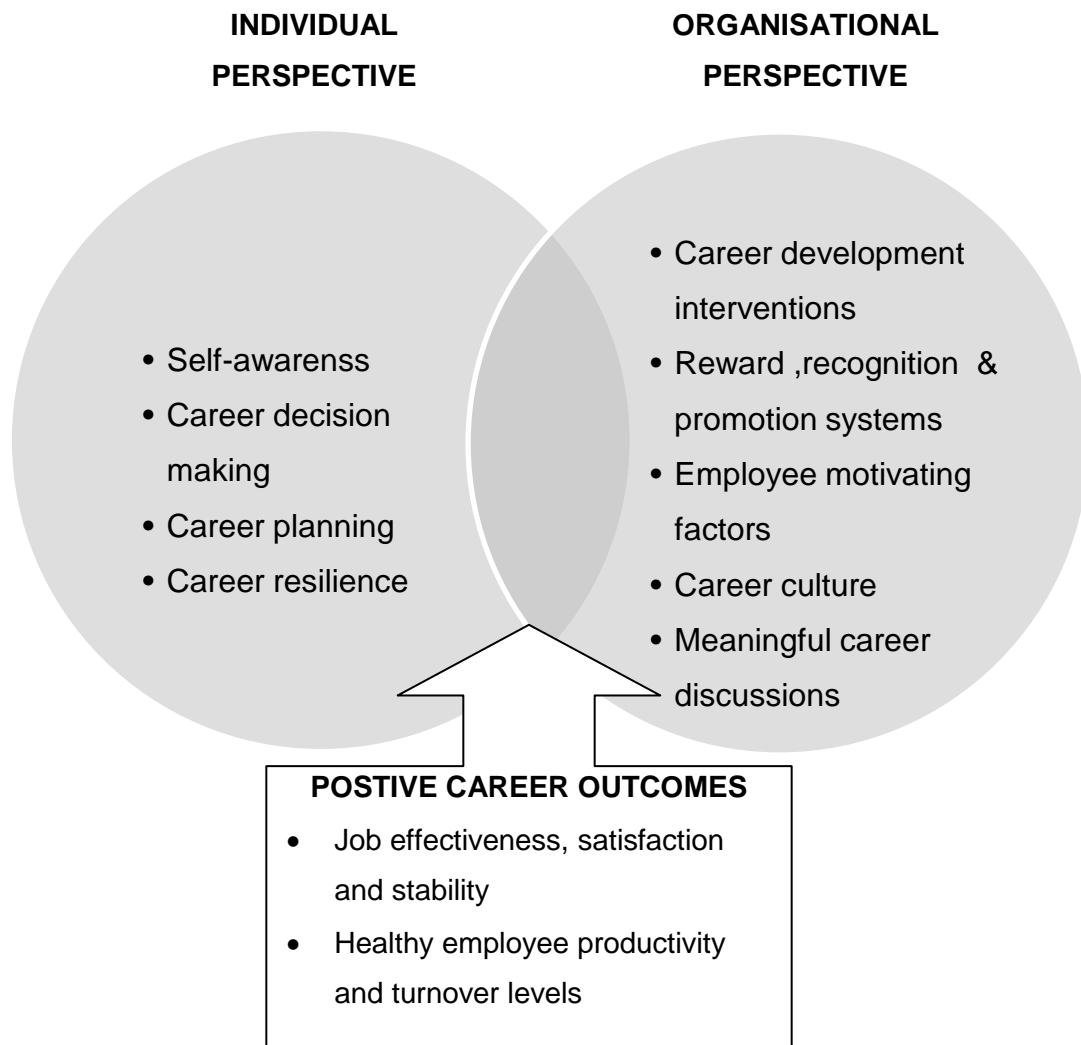 INDIVIDUAL
PERSPECTIVE
ORGANISATIONAL
PERSPECTIVE
• Self-awarenss
• Career decision
making
• Career planning
• Career resilience
• Career development
interventions
• Reward ,recognition &
promotion systems
• Employee motivating
factors
• Career culture
• Meaningful career
discussions
POSTIVE CAREER OUTCOMES
• Job effectiveness, satisfaction
and stability
• Healthy employee productivity
and turnover levels